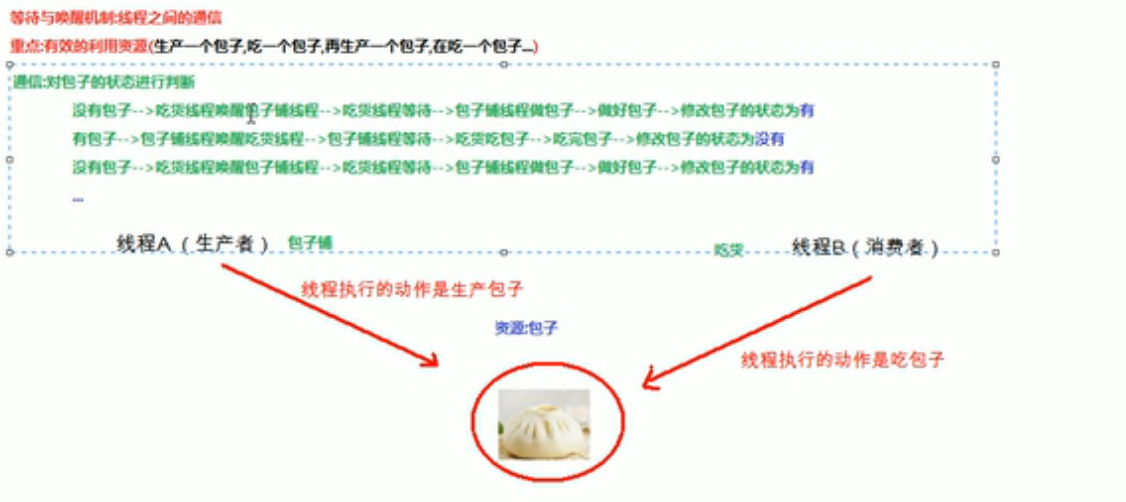 等待与唤醒机制:线程之间的通信
重点:有效的利用资源(生产一个包子,吃一个包子,再生产一个包子,在吃一个包子...)
通信:对包子的状态进行判断
没有包子-->吃货线程唤醒包子铺线程-->吃货线程等待-->包子铺线程做包子-->做好包子-->修改包子的状态为有
有包子-->包子铺线程唤醒吃货线程-->包子铺线程等待-->吃货吃包子-->吃完包子-->修改包子的状态为没有
没有包子-->吃货线程唤醒包子铺线程-->吃货线程等待-->包子铺线程做包子-->做好包子-->修改包子的状态为有
...
线程A（生产者） 包子铺 吃货 线程B（消费者）
线程执行的动作是生产包子
资源:包子
线程执行的动作是吃包子